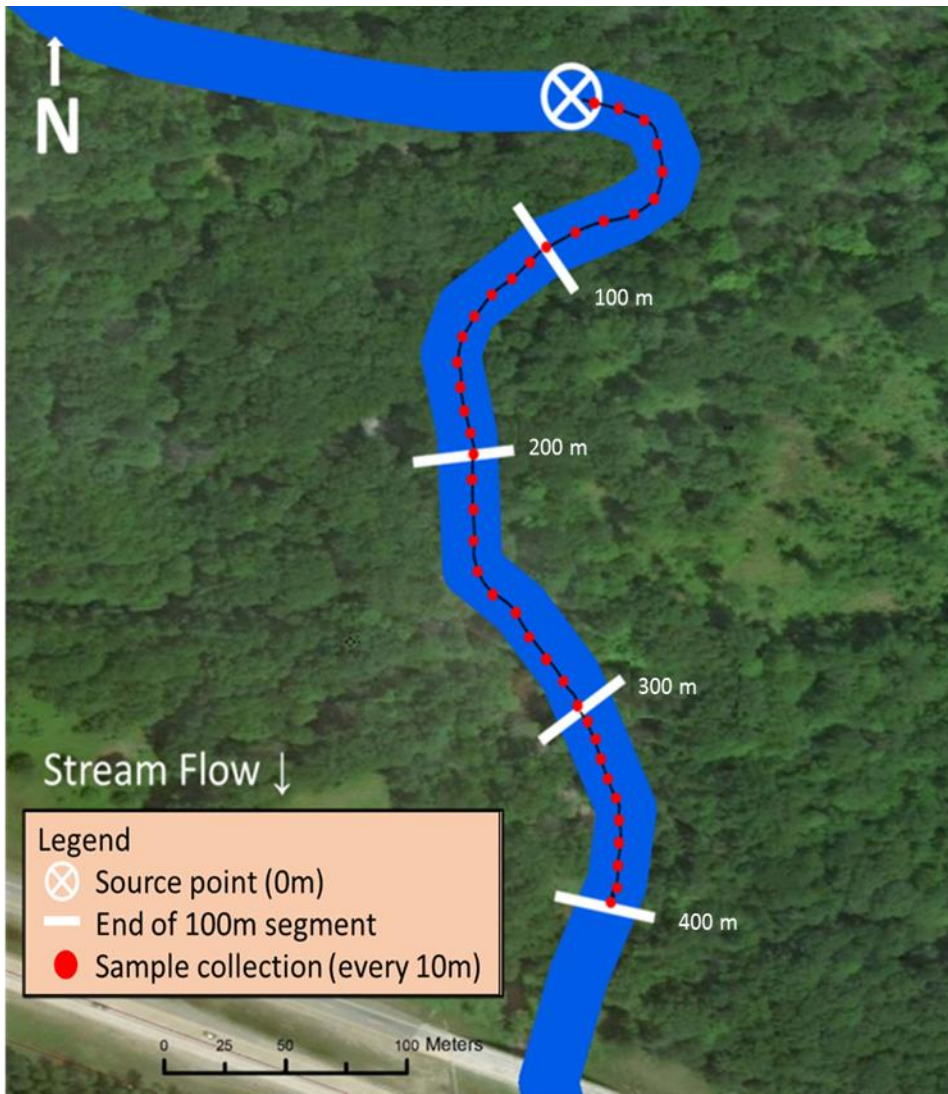 N
100 m
200 m
300 m
Stream Flow ↓
Legend
Source point (0m)
End of 100m segment
Sample collection (every 10m)
400 m
0 25 50 100 Meters